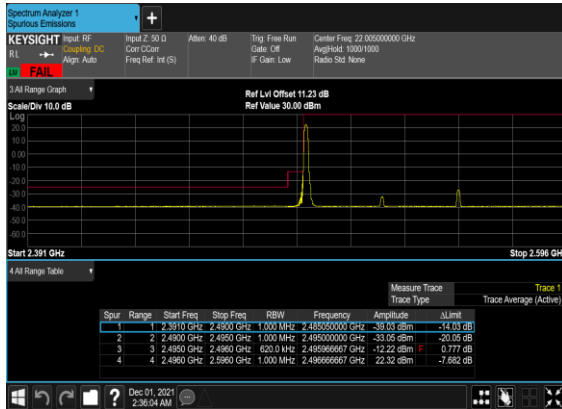 Spectrum Analyzer 1
Spurious Emissions
KEYSIGHT Input: RF Input Z: 50 Ω Atten: 40 dB Trig: Free Run Center Freq: 22.005000000 GHz
RL Coupling: DC Corr CCorr Gate: Off Avg|Hold: 1000/1000
Align: Auto Freq Ref: Int (S) IF Gain: Low Radio Std: None
LV FAIL
3 All Range Graph
Ref Lvl Offset 11.23 dB
Scale/Div 10.0 dB Ref Value 30.00 dBm
Log
20.0
10.0
0.00
-10.0
-20.0
-30.0
-40.0
-50.0
-60.0
Start 2.391 GHz Stop 2.596 GHz
4 All Range Table
Measure Trace Trace 1
Trace Type Trace Average (Active)
Spur Range Start Freq Stop Freq RBW Frequency Amplitude ΔLimit
1 1 2.3910 GHz 2.4900 GHz 1.000 MHz 2.485050000 GHz -39.03 dBm -14.03 dB
2 2 2.4900 GHz 2.4950 GHz 1.000 MHz 2.495000000 GHz -33.05 dBm -20.05 dB
3 3 2.4950 GHz 2.4960 GHz 620.0 kHz 2.495966667 GHz -12.22 dBm F 0.777 dB
4 4 2.4960 GHz 2.5960 GHz 1.000 MHz 2.496666667 GHz 22.32 dBm -7.682 dB
Dec 01, 2021
2:36:04 AM